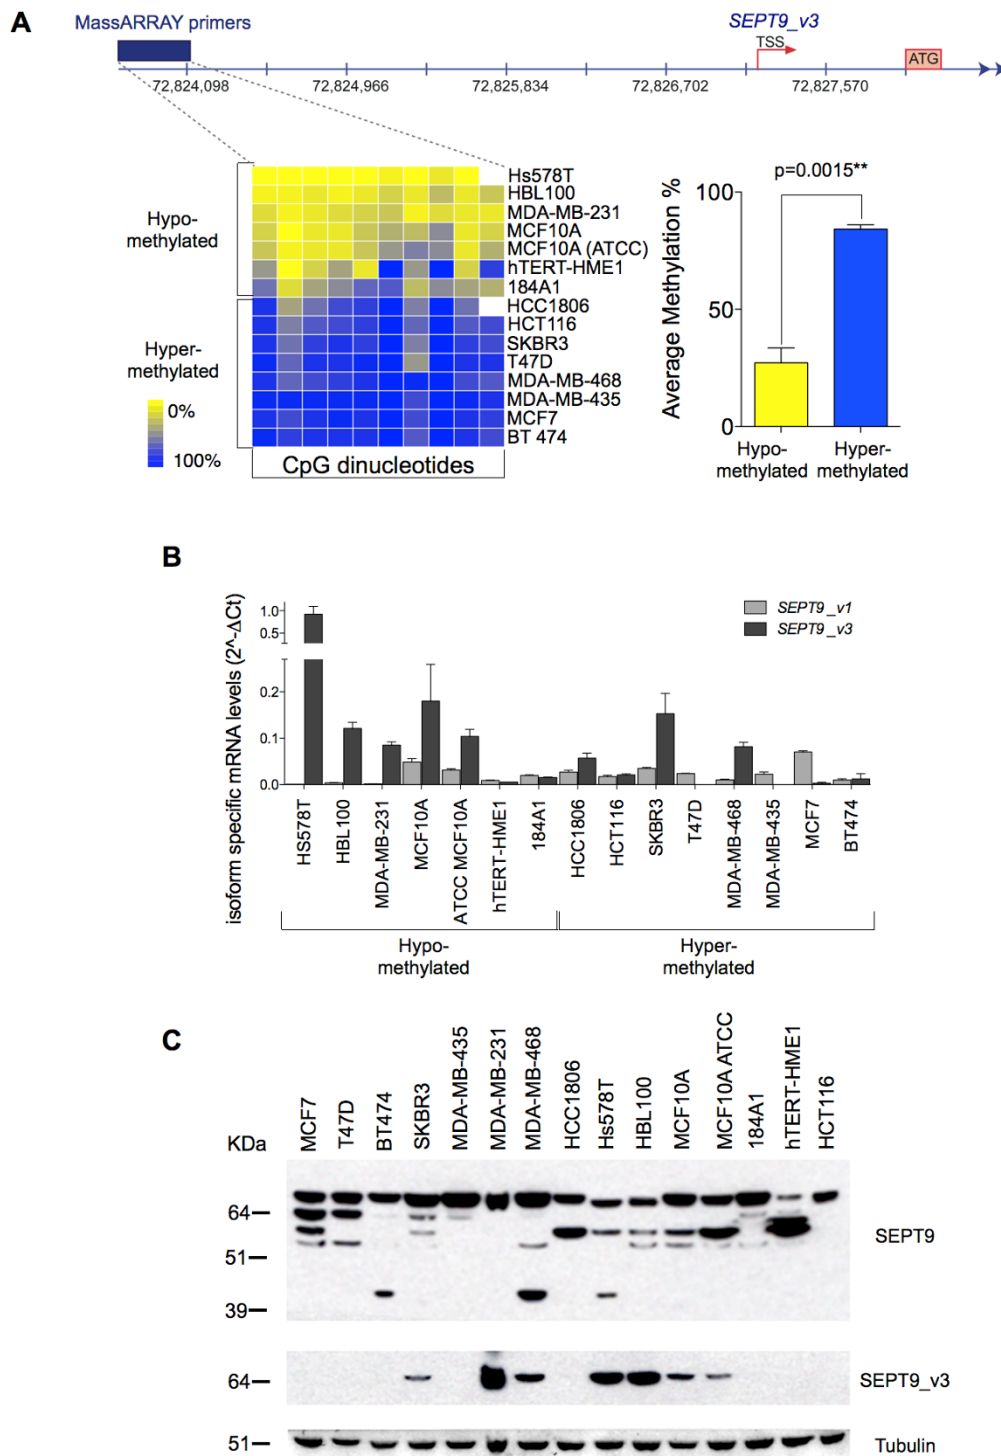 A
MassARRAY primers
SEPT9_v3
TSS
ATG
72,824,098
72,824,966
72,825,834
72,826,702
72,827,570
Hypo-
methylated
Hyper-
methylated
0%
100%
Hs578T
HBL100
MDA-MB-231
MCF10A
MCF10A (ATCC)
hTERT-HME1
184A1
HCC1806
HCT116
SKBR3
T47D
MDA-MB-468
MDA-MB-435
MCF7
BT 474
CpG dinucleotides
p=0.0015**
Average Methylation %
100
50
0
Hypo-
methylated
Hyper-
methylated
B
isoform specific mRNA levels (2^-ΔCt)
1.0
0.5
0.2
0.1
0.0
SEPT9_v1
SEPT9_v3
HS578T
HBL100
MDA-MB-231
MCF10A
ATCC MCF10A
hTERT-HME1
184A1
HCC1806
HCT116
SKBR3
T47D
MDA-MB-468
MDA-MB-435
MCF7
BT474
Hypo-
methylated
Hyper-
methylated
C
MCF7
T47D
BT474
SKBR3
MDA-MB-435
MDA-MB-231
MDA-MB-468
HCC1806
Hs578T
HBL100
MCF10A
MCF10A ATCC
184A1
hTERT-HME1
HCT116
KDa
64
51
39
SEPT9
64
SEPT9_v3
51
Tubulin